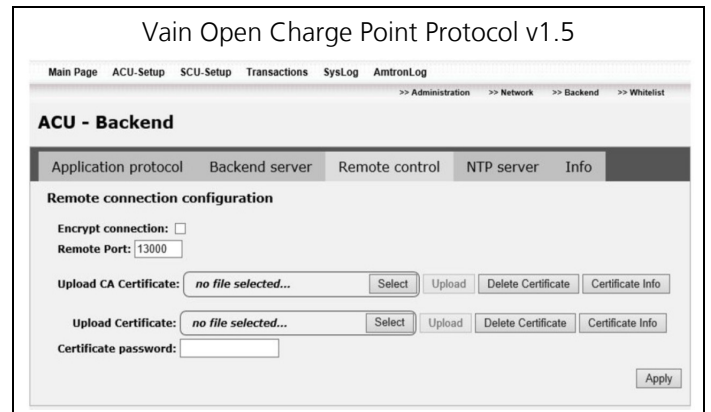 Vain Open Charge Point Protocol v1.5
Main Page ACU-Setup SCU-Setup Transactions SysLog AmtronLog
>> Administration >> Network >> Backend >> Whitelist
ACU - Backend
Application protocol Backend server Remote control NTP server Info
Remote connection configuration
Encrypt connection:
Remote Port: 13000
Upload CA Certificate: no file selected... Select Upload Delete Certificate Certificate Info
Upload Certificate: no file selected... Select Upload Delete Certificate Certificate Info
Certificate password:
Apply